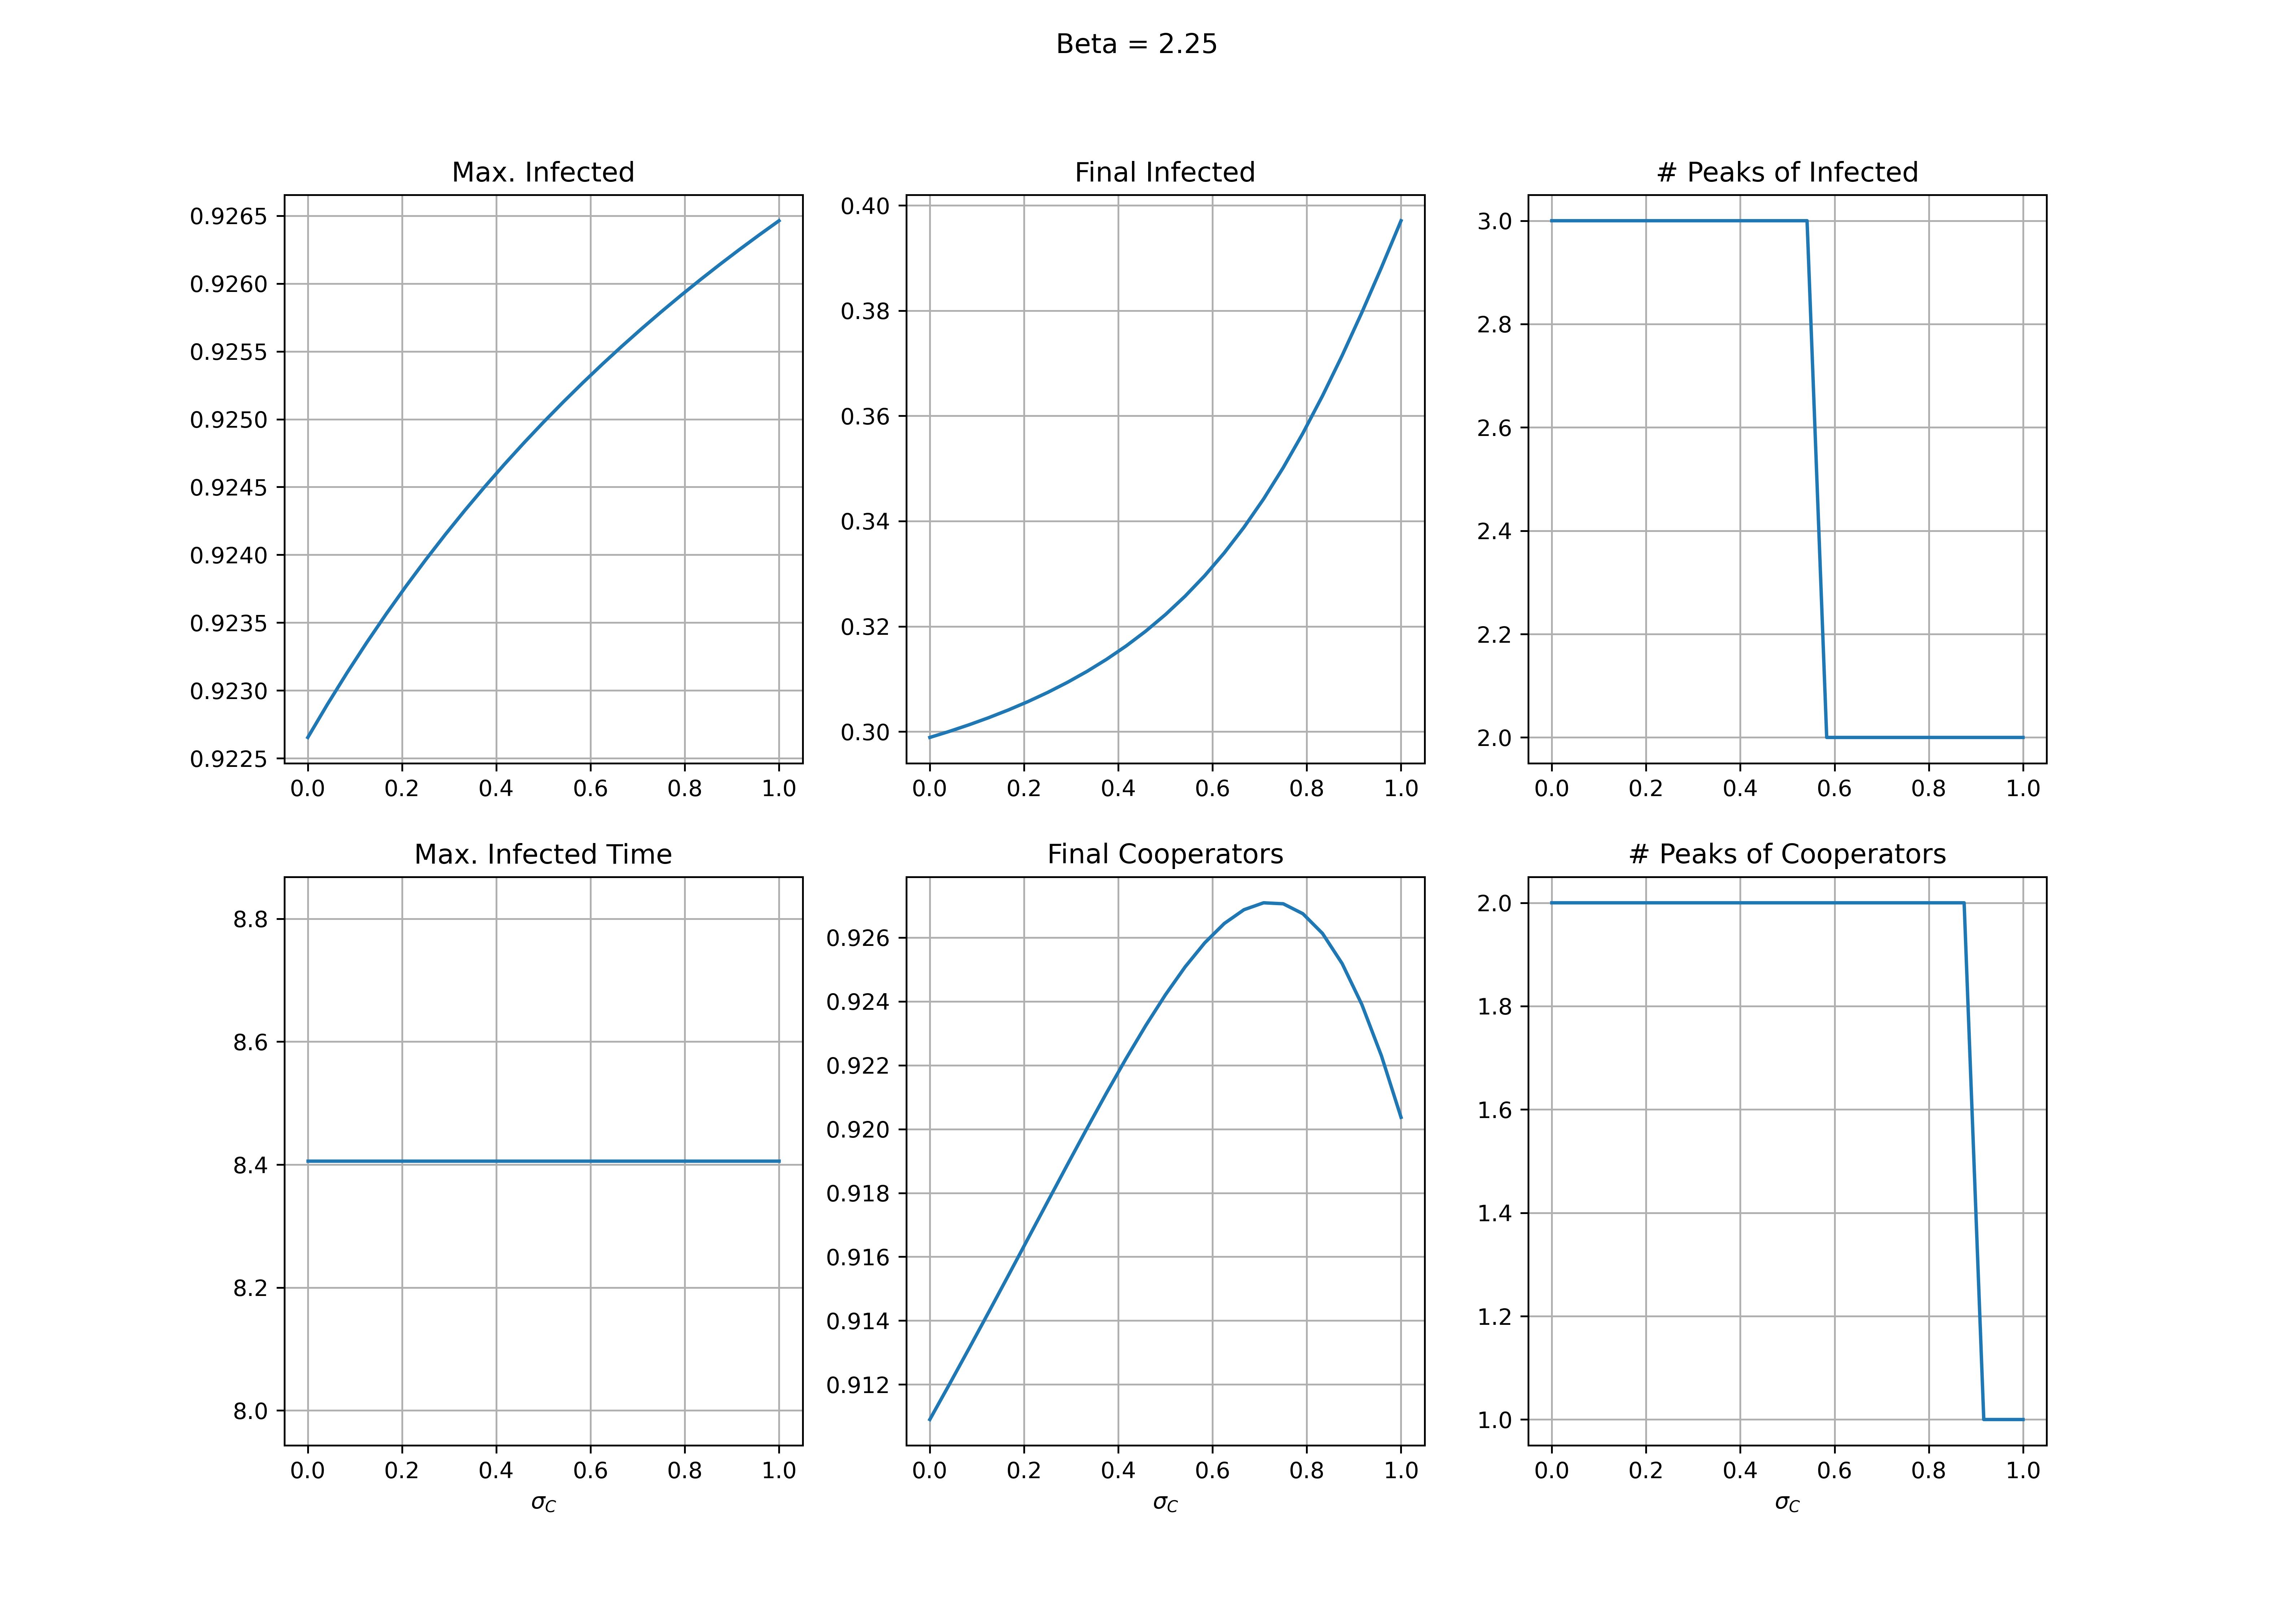 Beta = 2.25
Max. Infected
0.9265
0.9260
0.9255
0.9250
0.9245
0.9240
0.9235
0.9230
0.9225
0.0 0.2 0.4 0.6 0.8 1.0
Final Infected
0.40
0.38
0.36
0.34
0.32
0.30
0.0 0.2 0.4 0.6 0.8 1.0
# Peaks of Infected
3.0
2.8
2.6
2.4
2.2
2.0
0.0 0.2 0.4 0.6 0.8 1.0
Max. Infected Time
8.8
8.6
8.4
8.2
8.0
0.0 0.2 0.4 0.6 0.8 1.0
σC
Final Cooperators
0.926
0.924
0.922
0.920
0.918
0.916
0.914
0.912
0.0 0.2 0.4 0.6 0.8 1.0
σC
# Peaks of Cooperators
2.0
1.8
1.6
1.4
1.2
1.0
0.0 0.2 0.4 0.6 0.8 1.0
σC